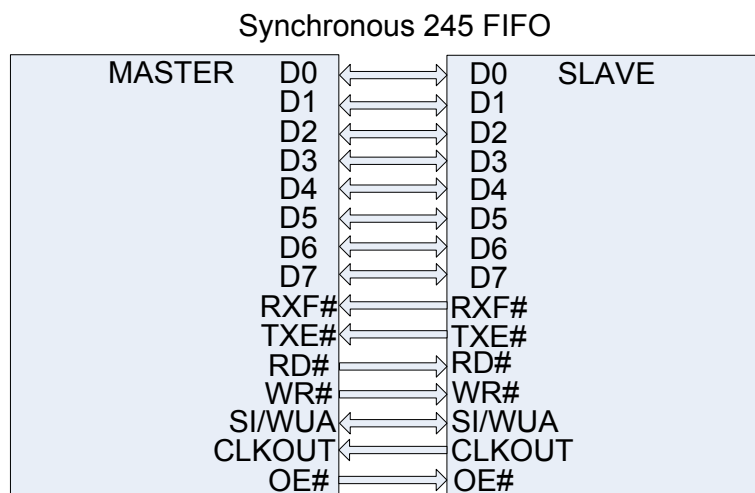 Synchronous 245 FIFO
MASTER D0 D0 SLAVE
D1 D1
D2 D2
D3 D3
D4 D4
D5 D5
D6 D6
D7 D7
RXF# RXF#
TXE# TXE#
RD# RD#
WR# WR#
SI/WUA SI/WUA
CLKOUT CLKOUT
OE# OE#